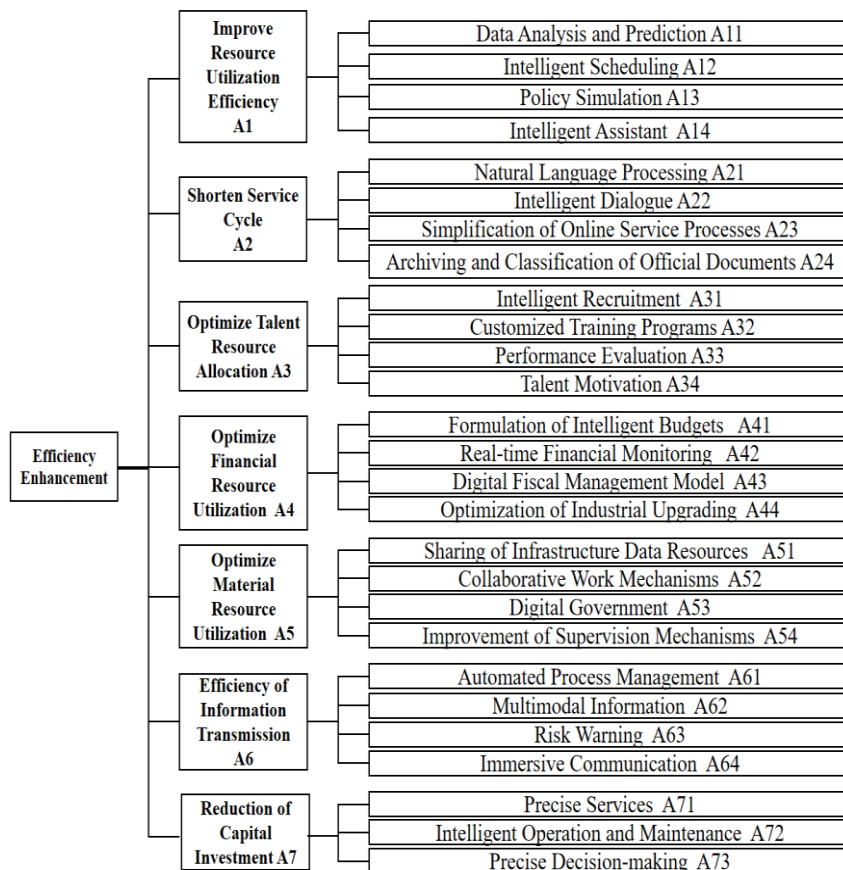 Efficiency
Enhancement
Improve
Resource
Utilization
Efficiency
A1
Data Analysis and Prediction A11
Intelligent Scheduling A12
Policy Simulation A13
Intelligent Assistant A14
Shorten Service
Cycle
A2
Natural Language Processing A21
Intelligent Dialogue A22
Simplification of Online Service Processes A23
Archiving and Classification of Official Documents A24
Optimize Talent
Resource
Allocation A3
Intelligent Recruitment A31
Customized Training Programs A32
Performance Evaluation A33
Talent Motivation A34
Optimize
Financial
Resource
Utilization A4
Formulation of Intelligent Budgets A41
Real-time Financial Monitoring A42
Digital Fiscal Management Model A43
Optimization of Industrial Upgrading A44
Optimize
Material
Resource
Utilization A5
Sharing of Infrastructure Data Resources A51
Collaborative Work Mechanisms A52
Digital Government A53
Improvement of Supervision Mechanisms A54
Efficiency of
Information
Transmission
A6
Automated Process Management A61
Multimodal Information A62
Risk Warning A63
Immersive Communication A64
Reduction of
Capital
Investment A7
Precise Services A71
Intelligent Operation and Maintenance A72
Precise Decision-making A73